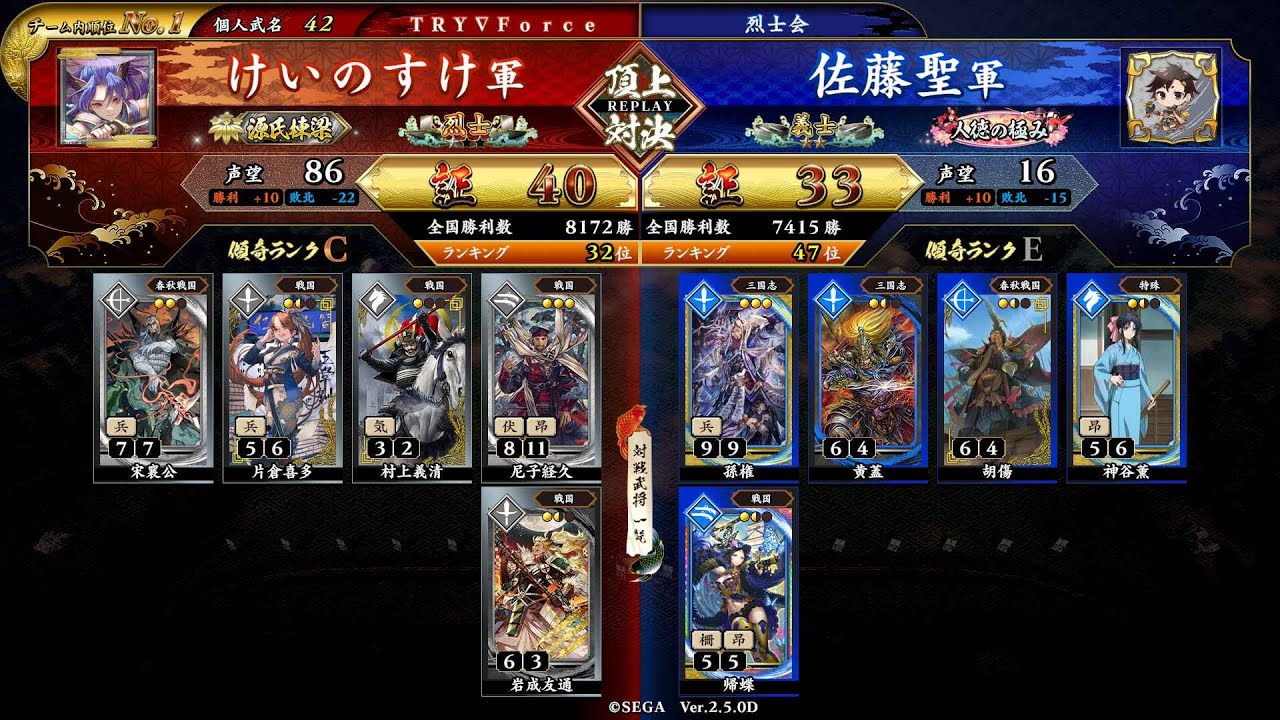 チーム内順位 No.1
個人武名 42
TRY∇Force
烈士会
けいのすけ軍
頂上
REPLAY
対決
佐藤聖軍
源氏棟梁
烈士
義士
人徳の極み
声望 86
勝利 +10 敗北 -22
証 40
証 33
声望 16
勝利 +10 敗北 -15
全国勝利数 8172勝
全国勝利数 7415勝
ランキング 32位
ランキング 47位
傾奇ランク C
傾奇ランク E
春秋戦国
戦国
戦国
戦国
三国志
三国志
春秋戦国
特殊
兵
兵
気
伏 昂
兵
昂
7 7
5 6
3 2
8 11
9 9
6 4
6 4
5 6
宋襄公
片倉喜多
村上義清
尼子経久
孫権
黄蓋
胡傷
神谷薫
対戦武将一覧
戦国
戦国
柵 昂
6 3
5 5
岩成友通
帰蝶
©SEGA Ver.2.5.0D